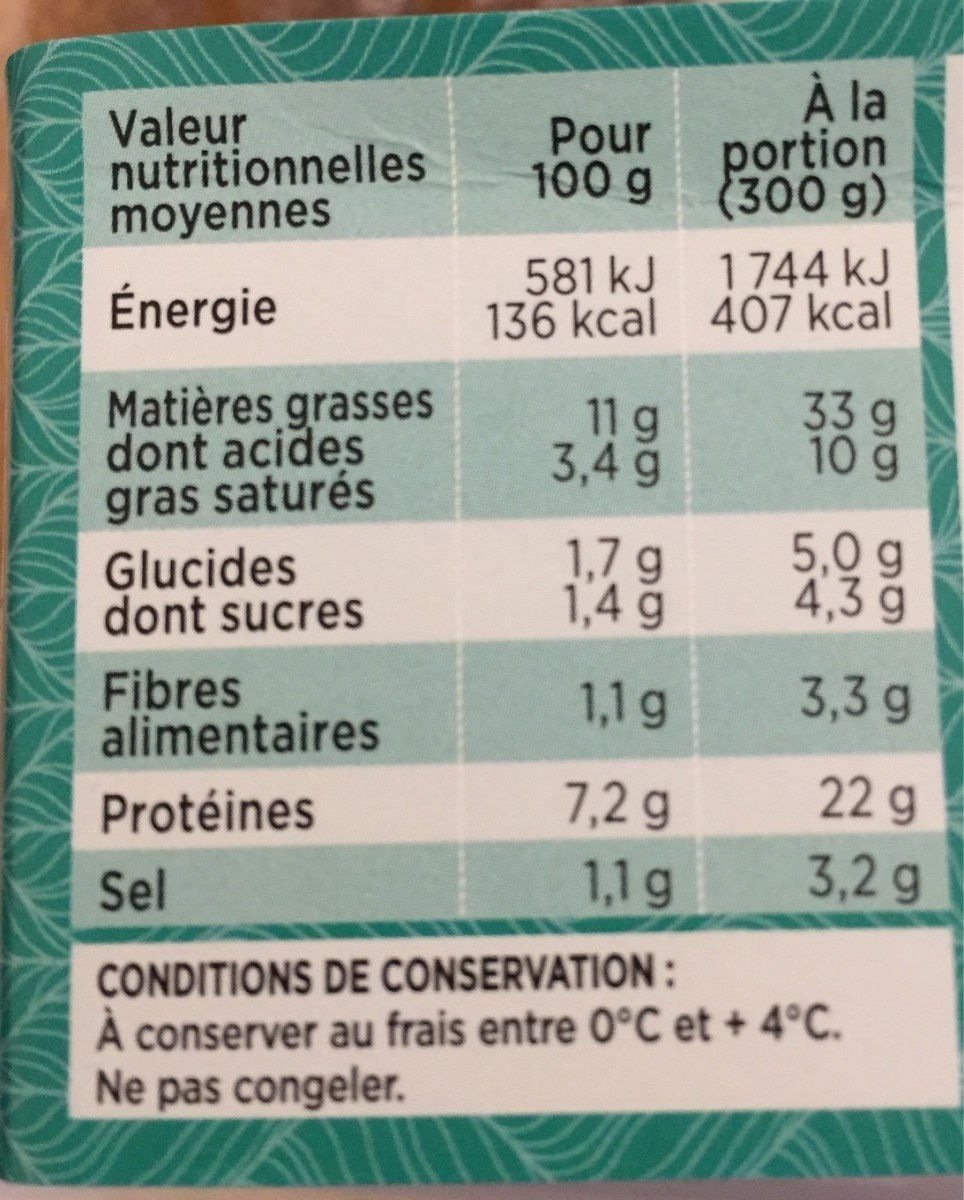 Valeur nutritionnelles moyennes Pour 100 g À la portion (300 g)
Énergie 581 kJ 1 744 kJ
136 kcal 407 kcal
Matières grasses 11 g 33 g
dont acides gras saturés 3,4 g 10 g
Glucides 1,7 g 5,0 g
dont sucres 1,4 g 4,3 g
Fibres alimentaires 1,1 g 3,3 g
Protéines 7,2 g 22 g
Sel 1,1 g 3,2 g
CONDITIONS DE CONSERVATION :
À conserver au frais entre 0°C et + 4°C.
Ne pas congeler.